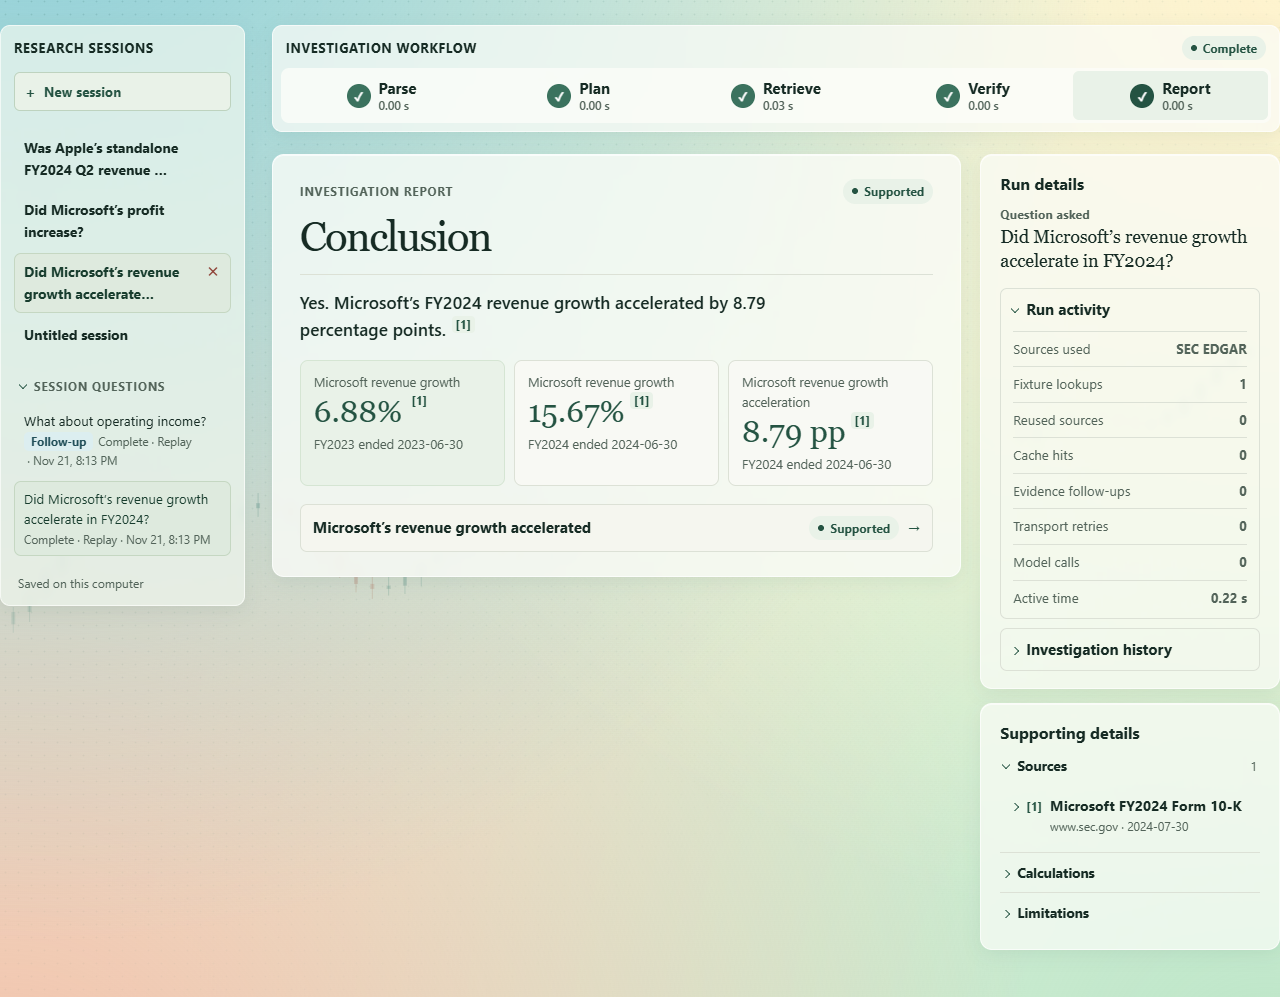 RESEARCH SESSIONS
+ New session
Was Apple’s standalone
FY2024 Q2 revenue ...
Did Microsoft’s profit
increase?
Did Microsoft’s revenue
growth accelerate...
Untitled session
SESSION QUESTIONS
What about operating income?
Follow-up Complete · Replay
· Nov 21, 8:13 PM
Did Microsoft’s revenue growth
accelerate in FY2024?
Complete · Replay · Nov 21, 8:13 PM
Saved on this computer
INVESTIGATION WORKFLOW
Complete
Parse
0.00 s
Plan
0.00 s
Retrieve
0.03 s
Verify
0.00 s
Report
0.00 s
INVESTIGATION REPORT
Supported
Conclusion
Yes. Microsoft’s FY2024 revenue growth accelerated by 8.79
percentage points. [1]
Microsoft revenue growth
6.88% [1]
FY2023 ended 2023-06-30
Microsoft revenue growth
15.67% [1]
FY2024 ended 2024-06-30
Microsoft revenue growth
acceleration
8.79 pp [1]
FY2024 ended 2024-06-30
Microsoft’s revenue growth accelerated
Supported →
Run details
Question asked
Did Microsoft’s revenue growth
accelerate in FY2024?
Run activity
Sources used SEC EDGAR
Fixture lookups 1
Reused sources 0
Cache hits 0
Evidence follow-ups 0
Transport retries 0
Model calls 0
Active time 0.22 s
Investigation history
Supporting details
Sources 1
[1] Microsoft FY2024 Form 10-K
www.sec.gov · 2024-07-30
Calculations
Limitations